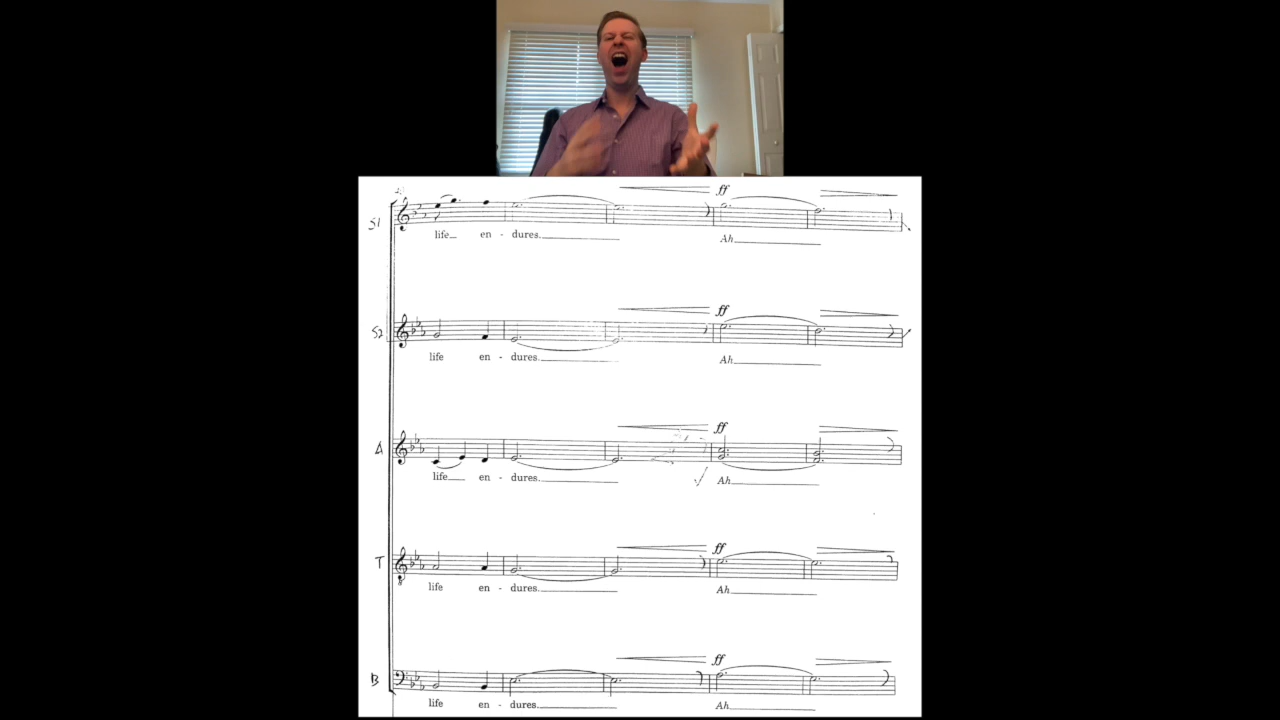 ff
S1
life en - dures. Ah
ff
S2
life en - dures. Ah
ff
A
life en - dures. Ah
ff
T
life en - dures. Ah
ff
B
life en - dures. Ah